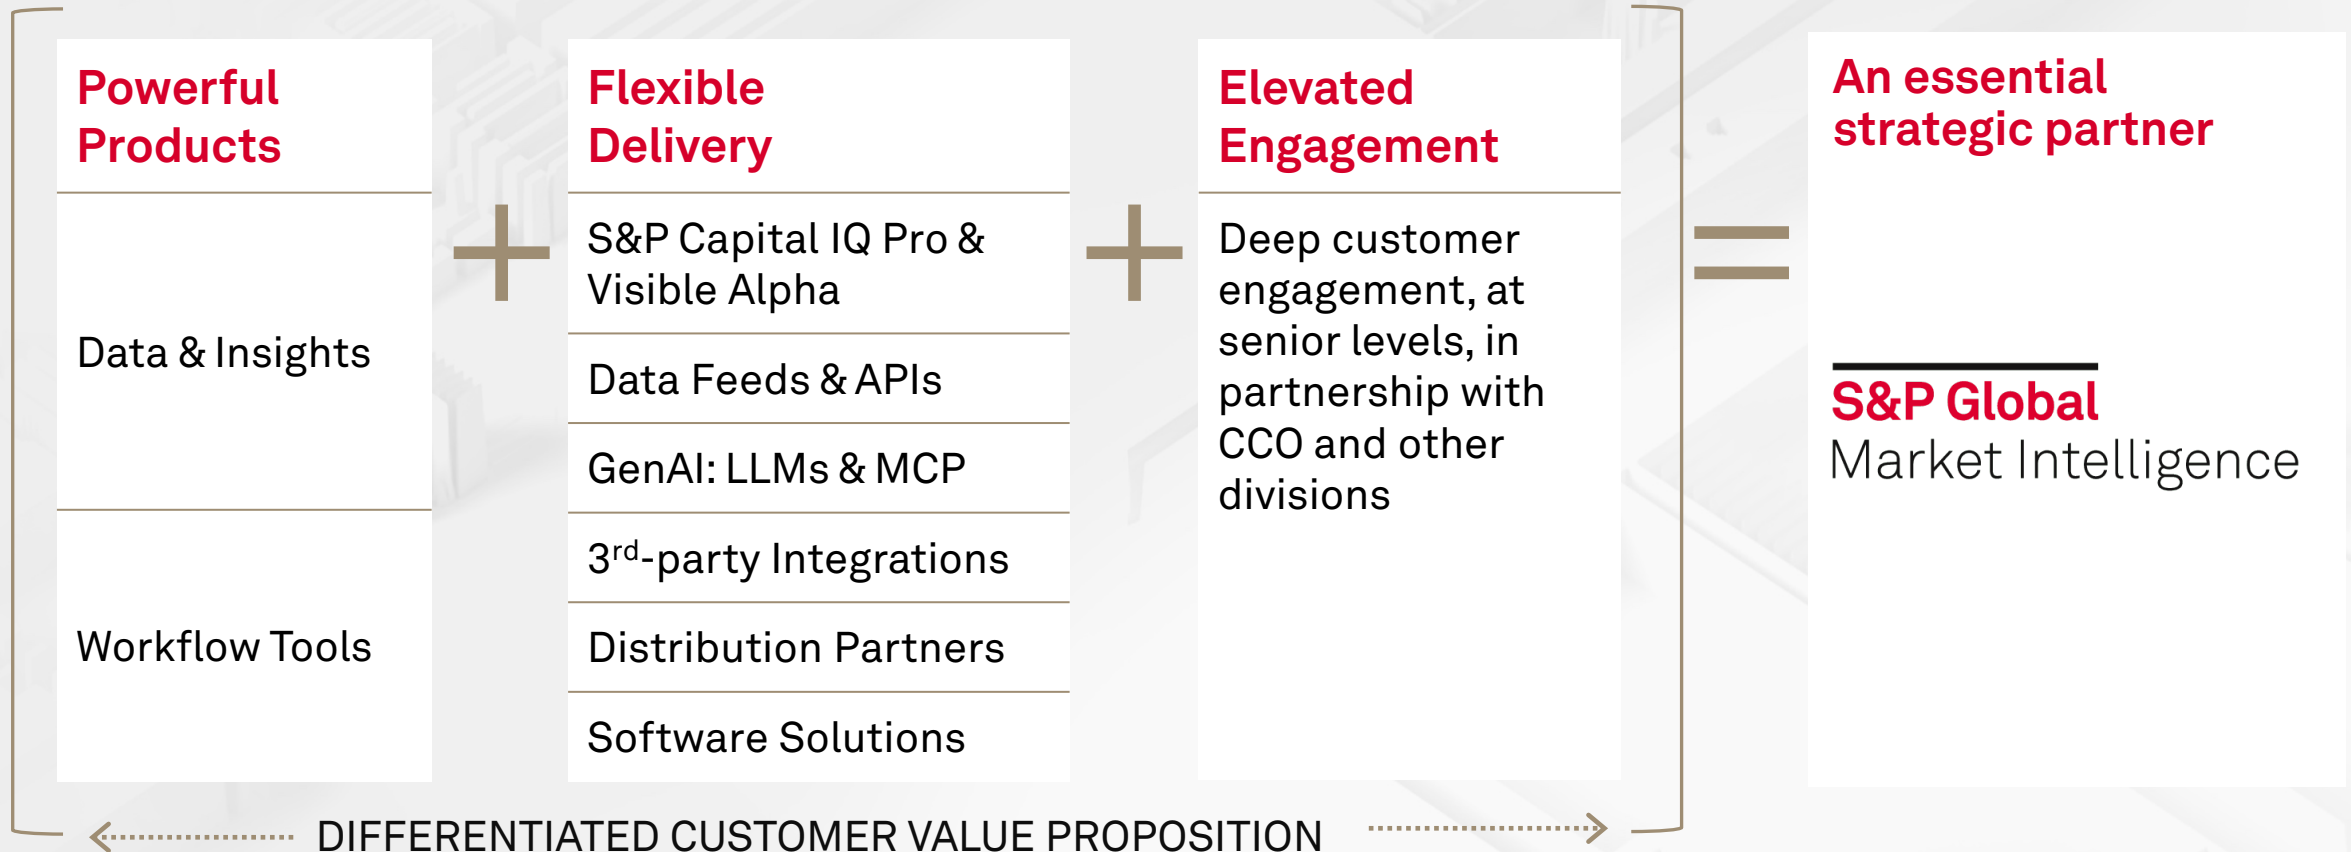 Powerful
Products
Data & Insights
Workflow Tools
+
Flexible
Delivery
S&P Capital IQ Pro &
Visible Alpha
Data Feeds & APIs
GenAI: LLMs & MCP
3rd-party Integrations
Distribution Partners
Software Solutions
+
Elevated
Engagement
Deep customer
engagement, at
senior levels, in
partnership with
CCO and other
divisions
=
An essential
strategic partner
S&P Global
Market Intelligence
DIFFERENTIATED CUSTOMER VALUE PROPOSITION